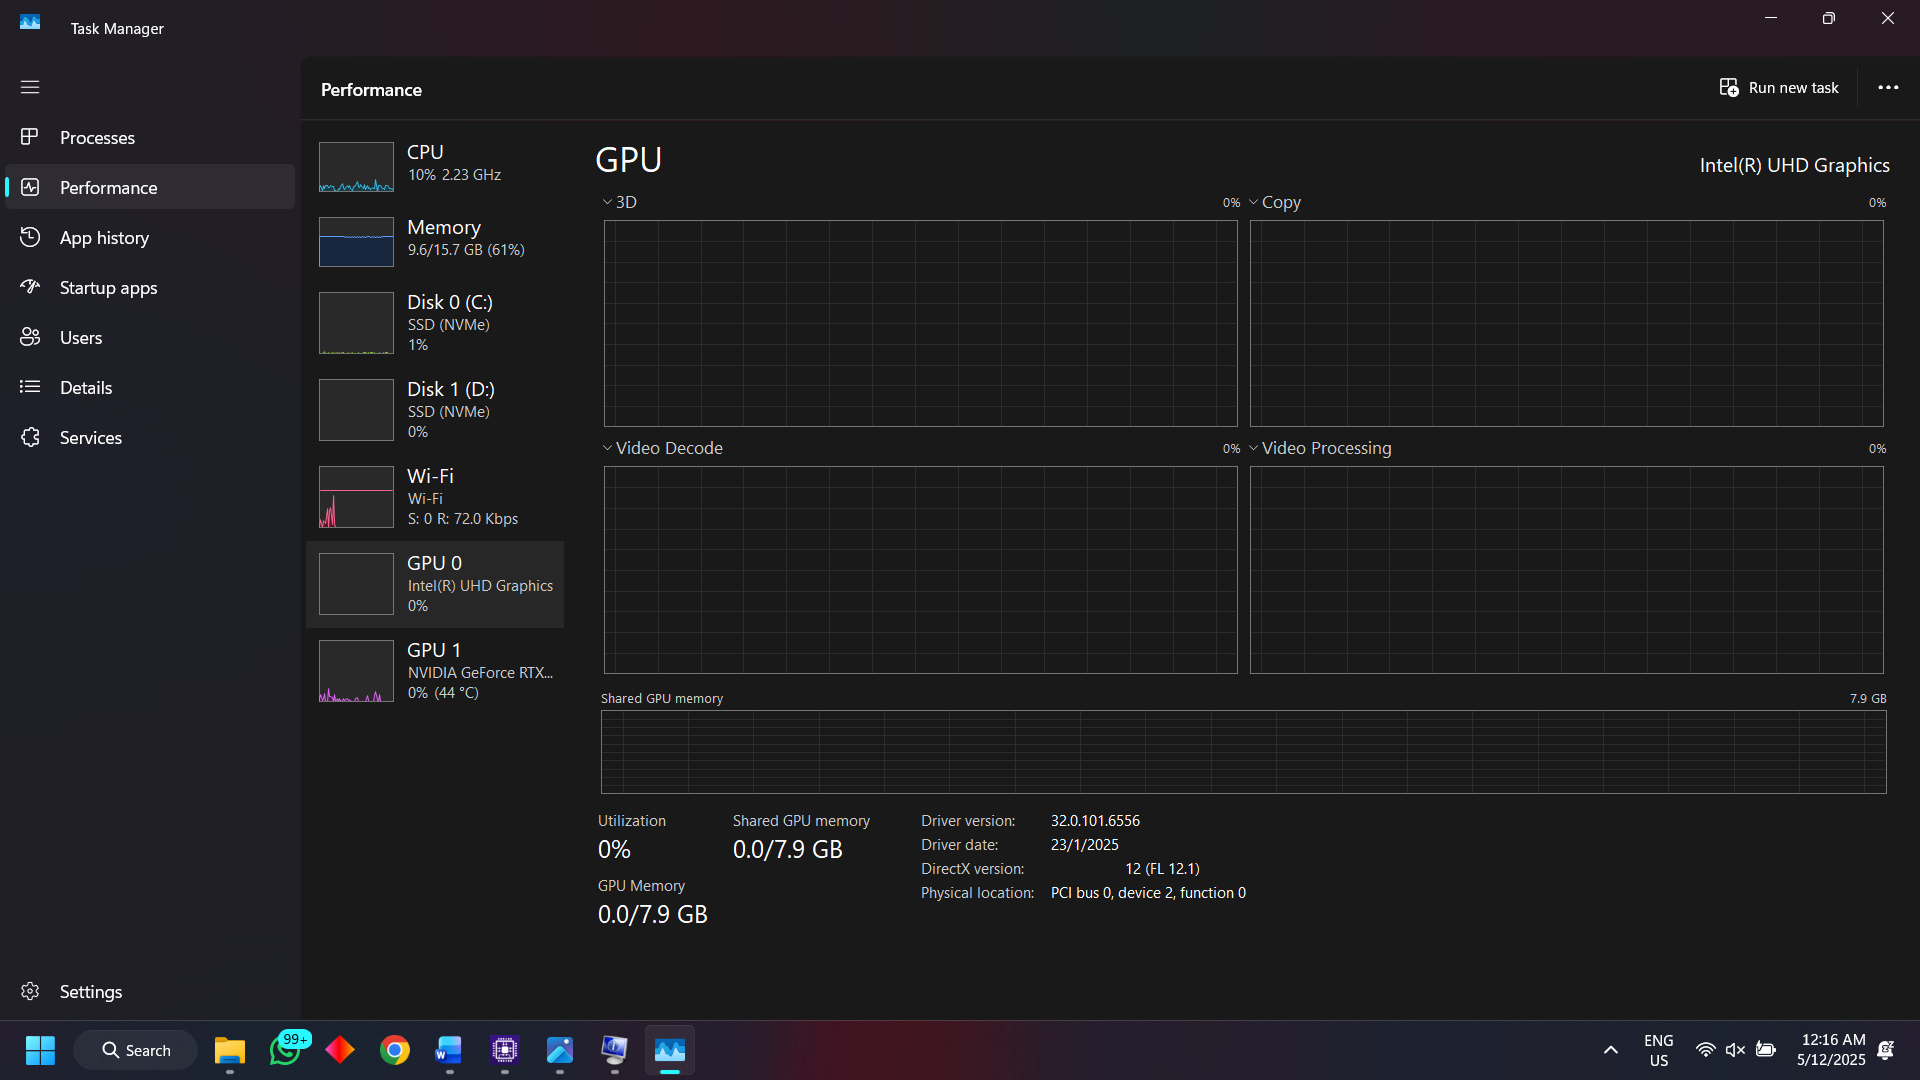 Task Manager
Processes
Performance
App history
Startup apps
Users
Details
Services
Settings
Performance
Run new task
CPU
10% 2.23 GHz
Memory
9.6/15.7 GB (61%)
Disk 0 (C:)
SSD (NVMe)
1%
Disk 1 (D:)
SSD (NVMe)
0%
Wi-Fi
Wi-Fi
S: 0 R: 72.0 Kbps
GPU 0
Intel(R) UHD Graphics
0%
GPU 1
NVIDIA GeForce RTX...
0% (44 °C)
GPU
Intel(R) UHD Graphics
3D 0%
Copy 0%
Video Decode 0%
Video Processing 0%
Shared GPU memory 7.9 GB
Utilization
0%
Shared GPU memory
0.0/7.9 GB
GPU Memory
0.0/7.9 GB
Driver version: 32.0.101.6556
Driver date: 23/1/2025
DirectX version: 12 (FL 12.1)
Physical location: PCI bus 0, device 2, function 0
Search
99+
ENG
US
12:16 AM
5/12/2025